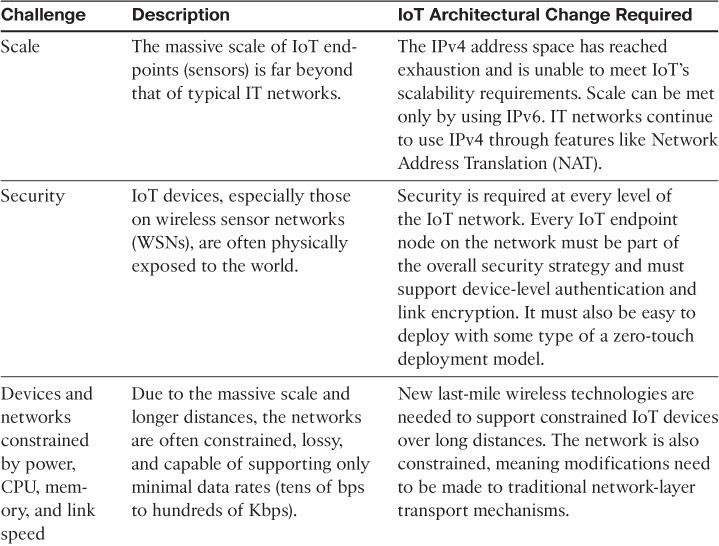 Challenge Description IoT Architectural Change Required
Scale
The massive scale of IoT end-
points (sensors) is far beyond
that of typical IT networks.
The IPv4 address space has reached
exhaustion and is unable to meet IoT's
scalability requirements. Scale can be met
only by using IPv6. IT networks continue
to use IPv4 through features like Network
Address Translation (NAT).
Security
IoT devices, especially those
on wireless sensor networks
(WSNs), are often physically
exposed to the world.
Security is required at every level of
the IoT network. Every IoT endpoint
node on the network must be part of
the overall security strategy and must
support device-level authentication and
link encryption. It must also be easy to
deploy with some type of a zero-touch
deployment model.
Devices and
networks
constrained
by power,
CPU, mem-
ory, and link
speed
Due to the massive scale and
longer distances, the networks
are often constrained, lossy,
and capable of supporting only
minimal data rates (tens of bps
to hundreds of Kbps).
New last-mile wireless technologies are
needed to support constrained IoT devices
over long distances. The network is also
constrained, meaning modifications need
to be made to traditional network-layer
transport mechanisms.